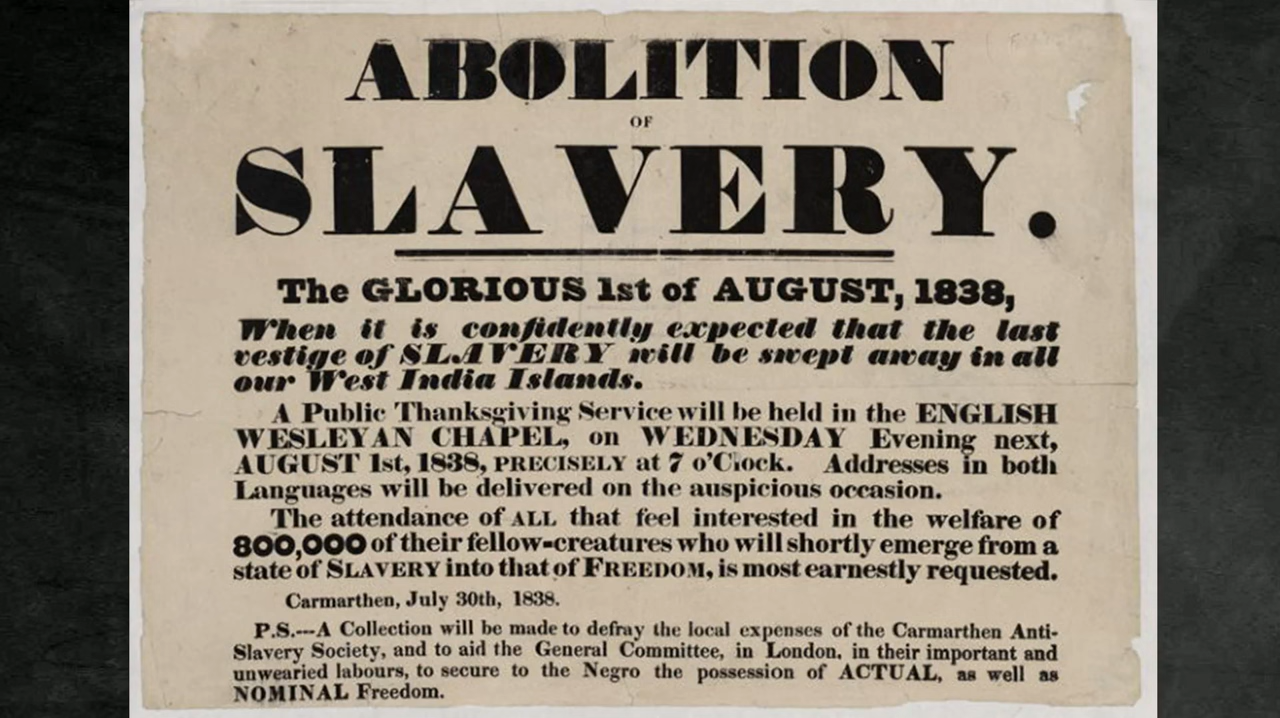 ABOLITION
OF
SLAVERY.
The GLORIOUS 1st of AUGUST, 1838,
When it is confidently expected that the last
vestige of SLAVERY will be swept away in all
our West India Islands.
A Public Thanksgiving Service will be held in the ENGLISH
WESLEYAN CHAPEL, on WEDNESDAY Evening next,
AUGUST 1st, 1838, PRECISELY at 7 o'Clock. Addresses in both
Languages will be delivered on the auspicious occasion.
The attendance of ALL that feel interested in the welfare of
800,000 of their fellow-creatures who will shortly emerge from a
state of SLAVERY into that of FREEDOM, is most earnestly requested.
Carmarthen, July 30th, 1838.
P.S.---A Collection will be made to defray the local expenses of the Carmarthen Anti-
Slavery Society, and to aid the General Committee, in London, in their important and
unwearied labours, to secure to the Negro the possession of ACTUAL, as well as
NOMINAL Freedom.